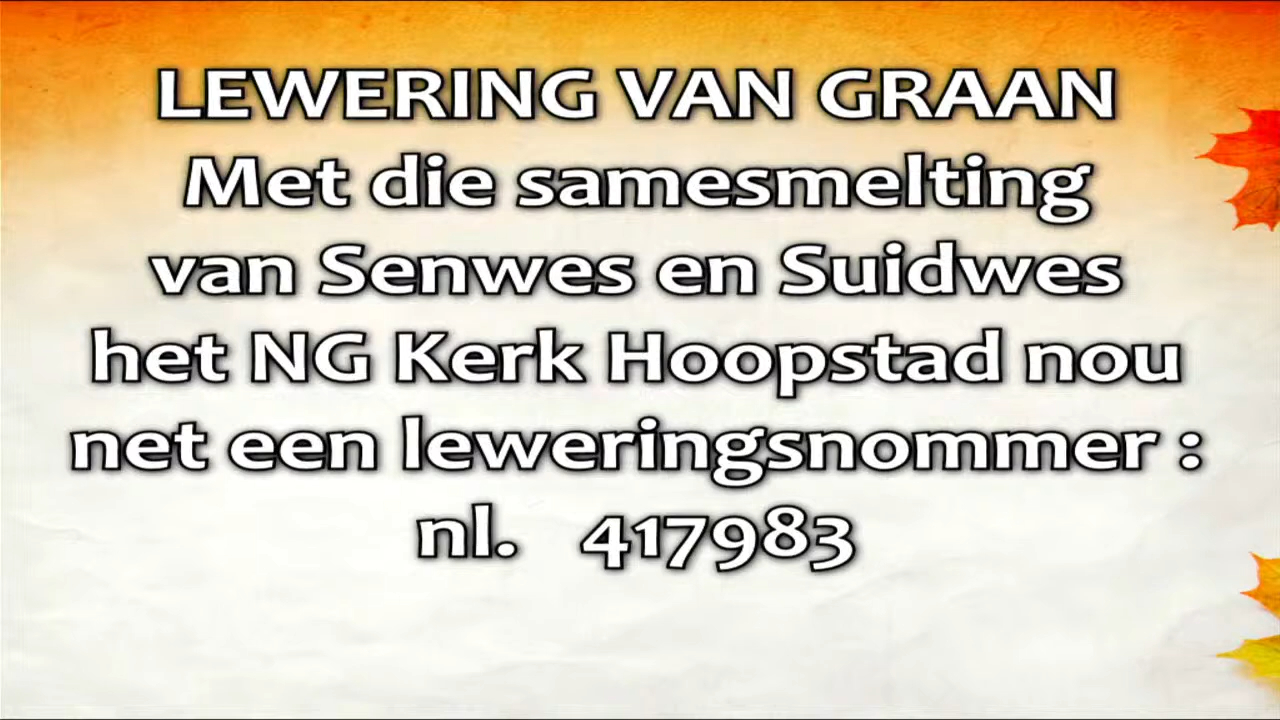 LEWERING VAN GRAAN
Met die samesmelting
van Senwes en Suidwes
het NG Kerk Hoopstad nou
net een leweringsnommer :
nl. 417983